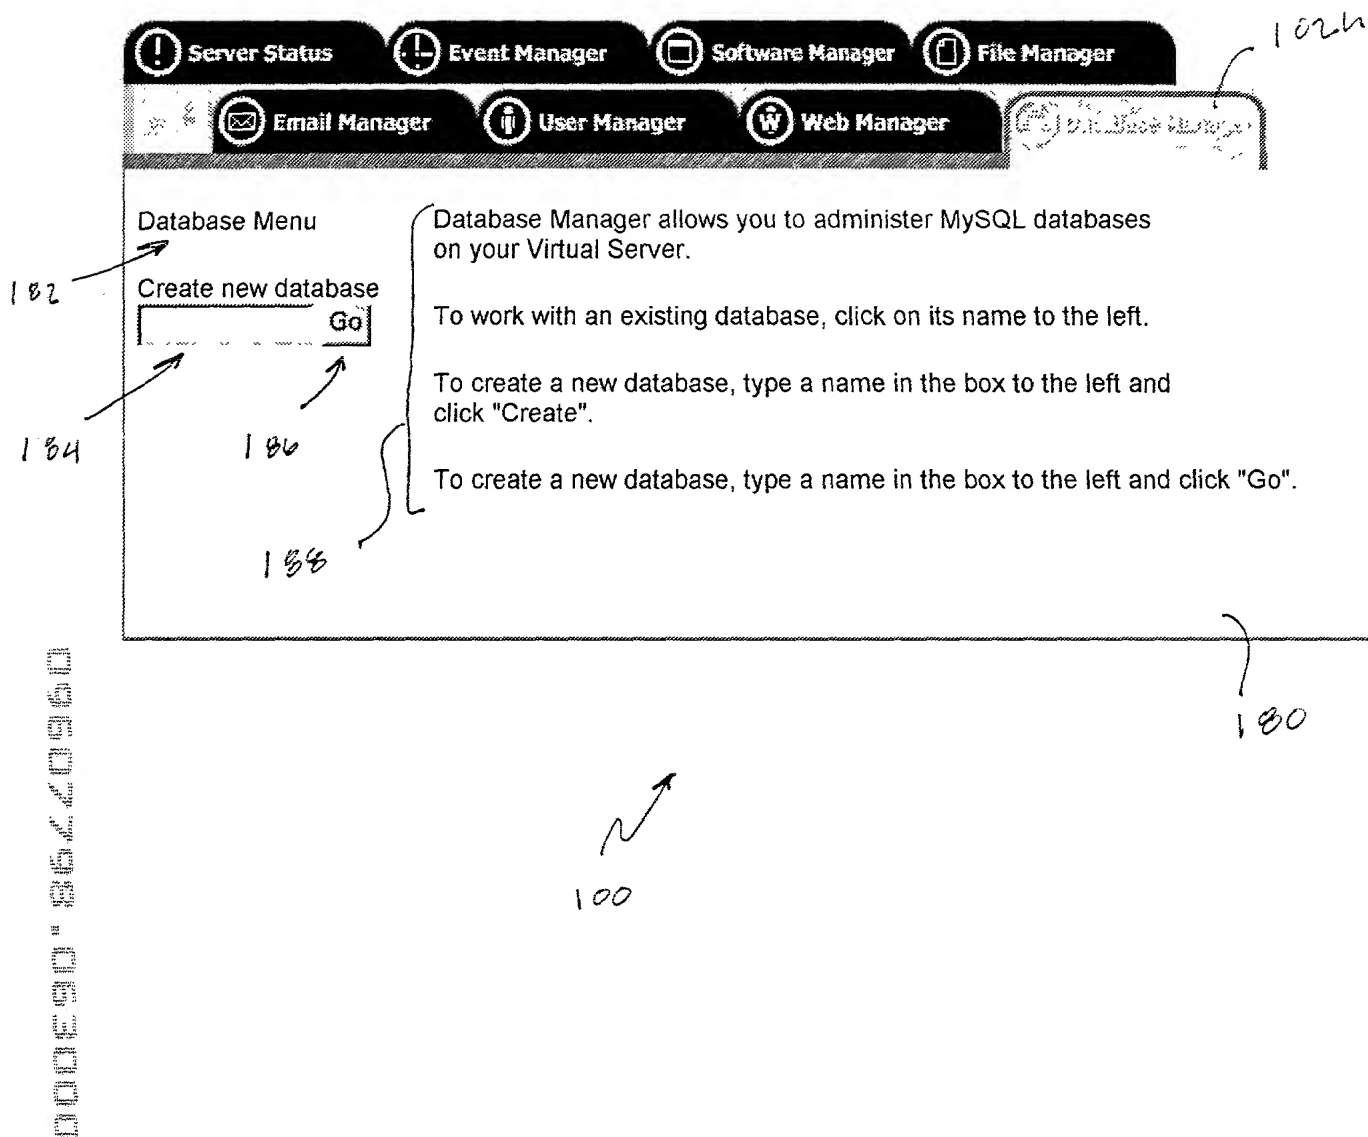 102h
Server Status Event Manager Software Manager File Manager
Email Manager User Manager Web Manager Manager
Database Menu
182
Create new database
Go
184
186
188
Database Manager allows you to administer MySQL databases
on your Virtual Server.
To work with an existing database, click on its name to the left.
To create a new database, type a name in the box to the left and
click "Create".
To create a new database, type a name in the box to the left and click "Go".
180
100